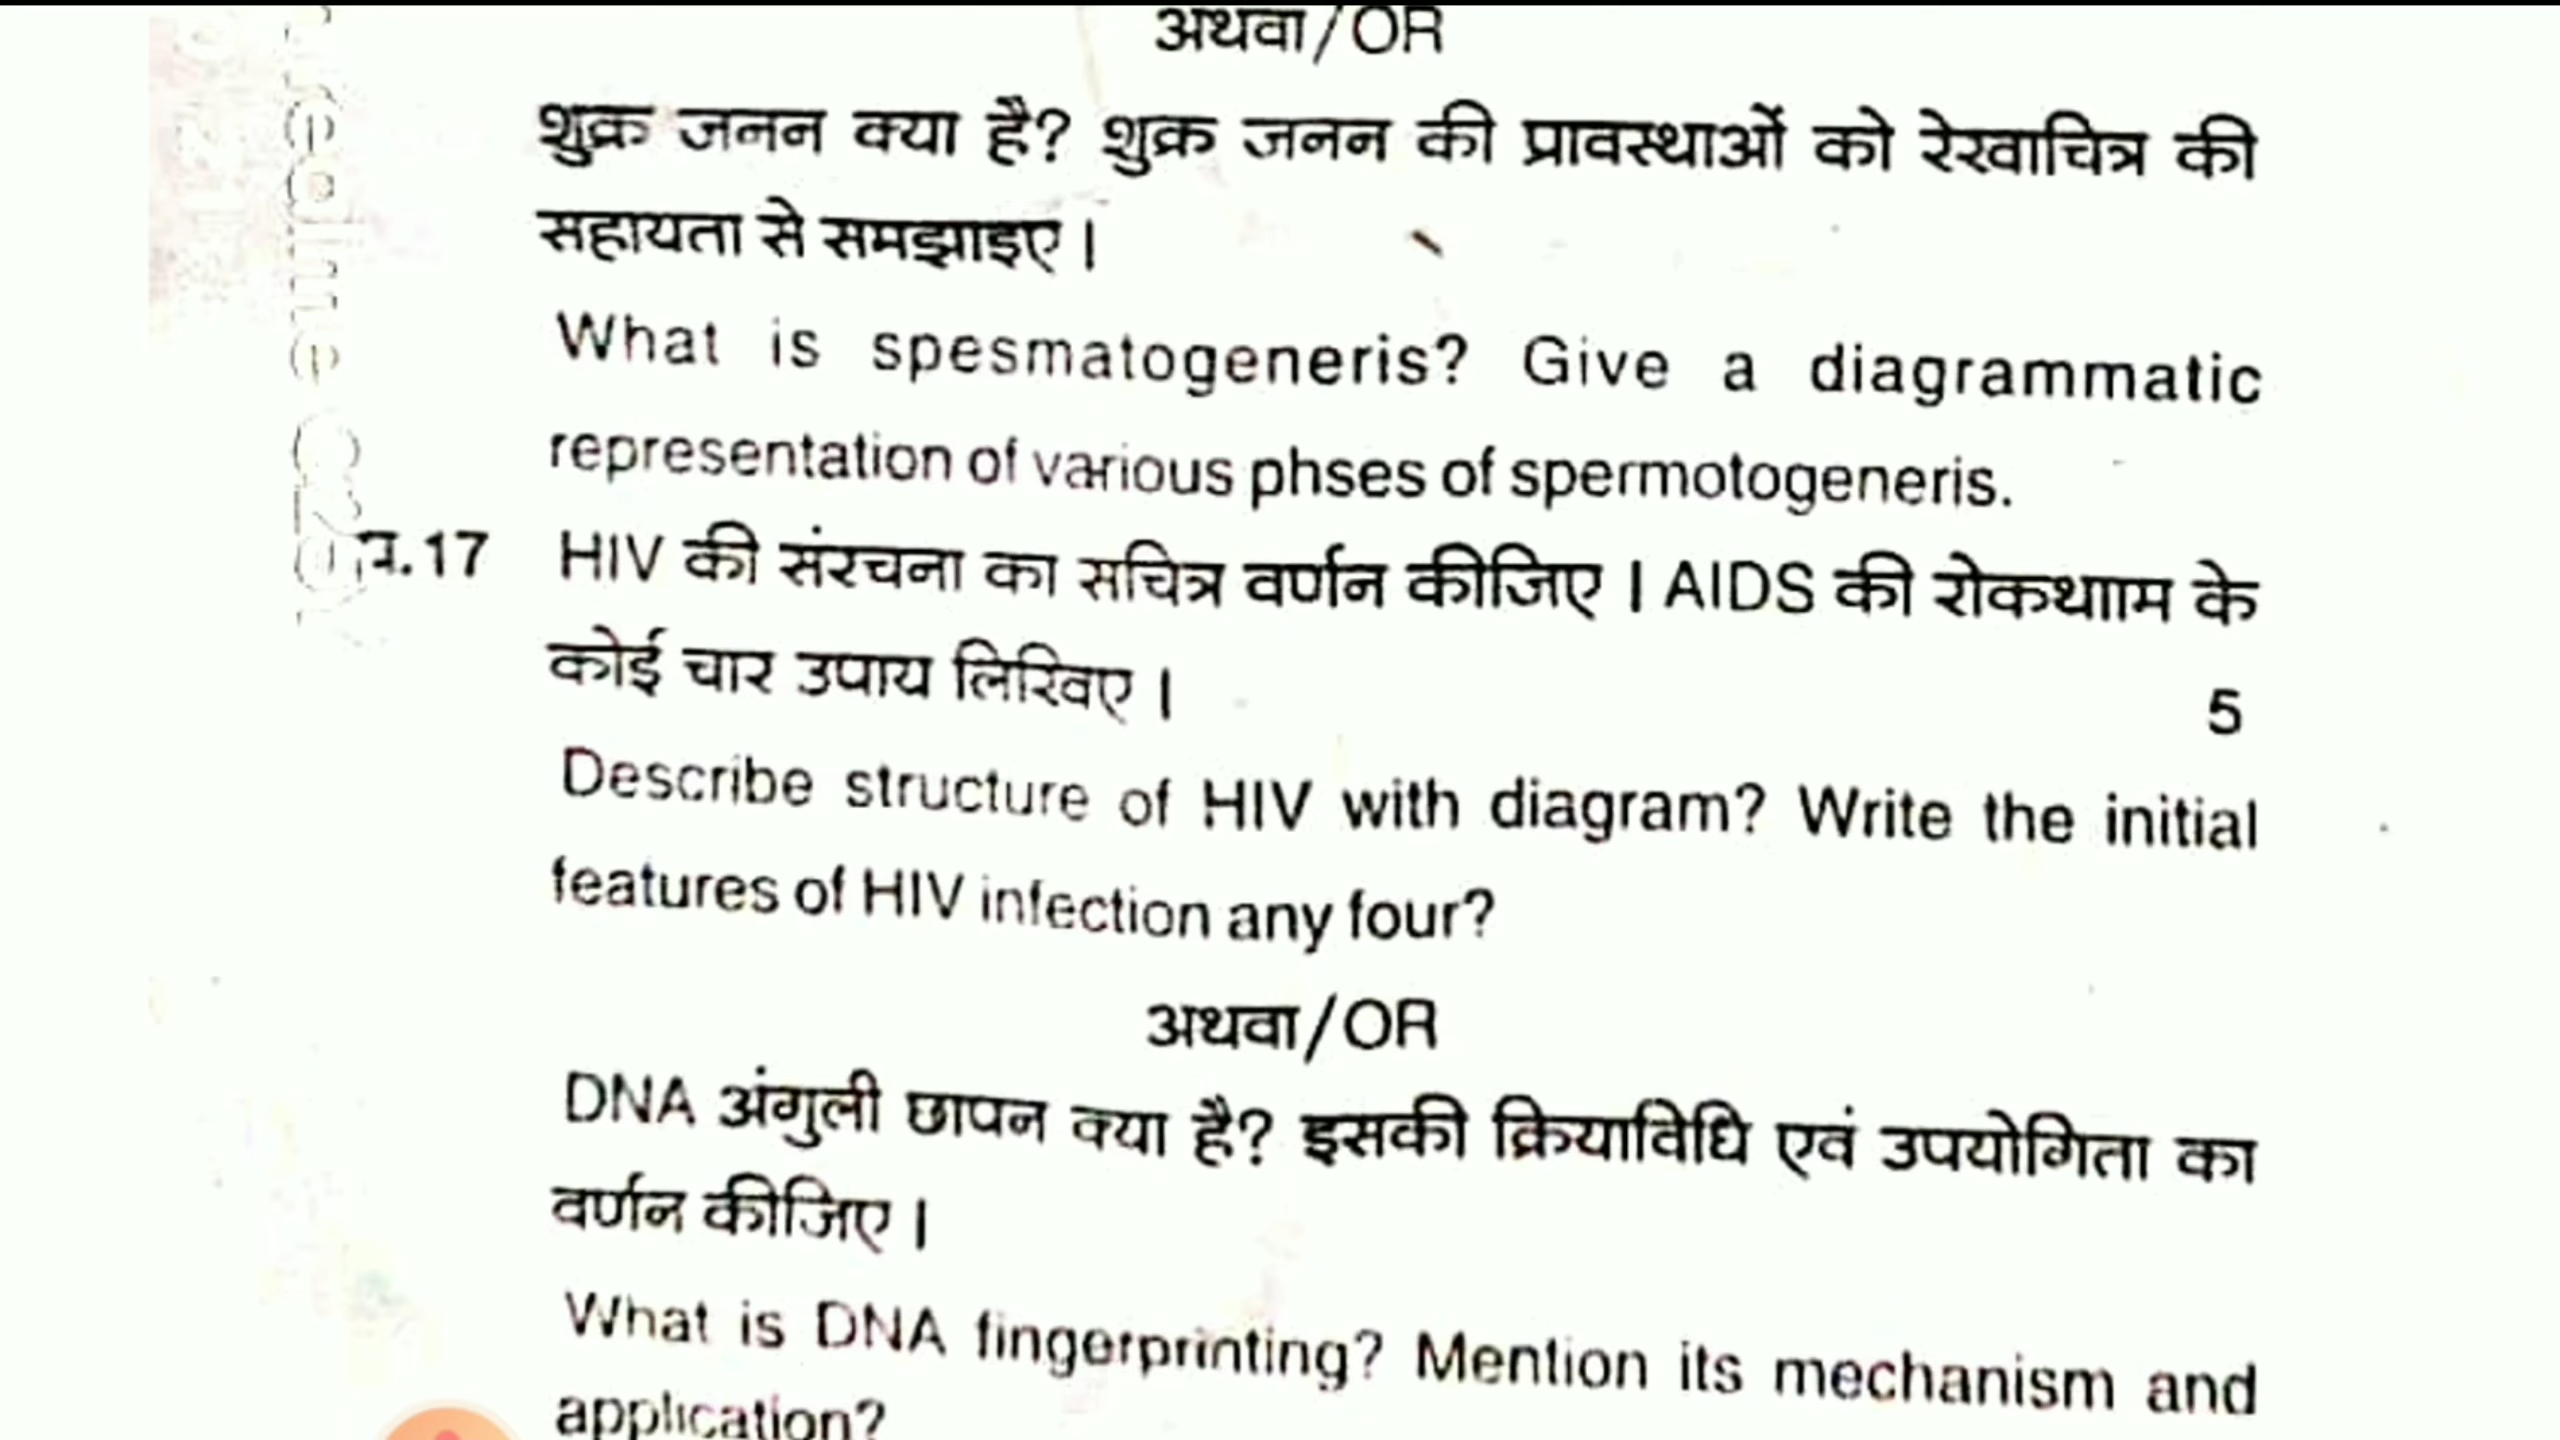 अथवा/OR
शुक्र जनन क्या है? शुक्र जनन की प्रावस्थाओं को रेखाचित्र की
सहायता से समझाइए।
What is spesmatogeneris? Give a diagrammatic
representation of various phses of spermotogeneris.
.17 HIV की संरचना का सचित्र वर्णन कीजिए। AIDS की रोकथााम के
कोई चार उपाय लिखिए।
5
Describe structure of HIV with diagram? Write the initial
features of HIV infection any four?
अथवा/OR
DNA अंगुली छापन क्या है? इसकी क्रियाविधि एवं उपयोगिता का
वर्णन कीजिए।
What is DNA fingerprinting? Mention its mechanism and
application?